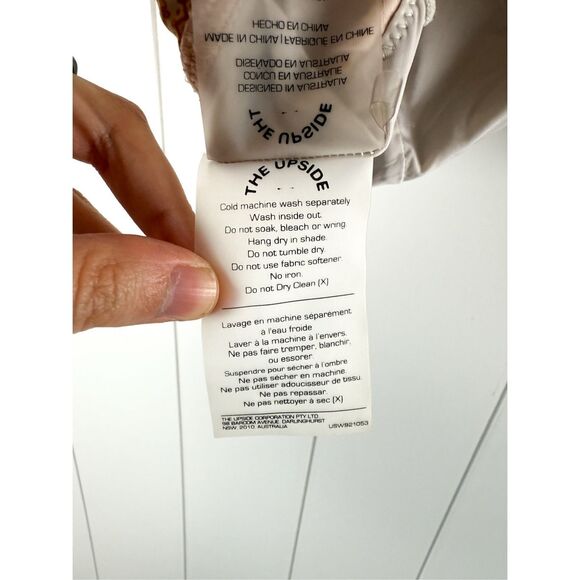 HECHO EN CHINA
MADE IN CHINA | FABRIQUÉ EN CHINE
DISEÑADO EN AUSTRALIA
CONCU EN AUSTRALIE
DESIGNED IN AUSTRALIA
THE UPSIDE
THE UPSIDE
Cold machine wash separately
Wash inside out.
Do not soak, bleach or wring.
Hang dry in shade.
Do not tumble dry.
Do not use fabric softener.
No iron.
Do not Dry Clean (X)
Lavage en machine séparément
a l'eau froide
Laver à la machine à l'envers.
Ne pas faire tremper, blanchir,
ou essorer.
Suspendre pour sécher à l'ombre
Ne pas sécher en machine.
Ne pas utiliser adoucisseur de tissu.
Ne pas repassar.
Ne pas nettoyer à sec (X)
THE UPSIDE CORPORATION PTY LTD.
98 BARCOM AVENUE, DARLINGHURST
NSW, 2010, AUSTRALIA
USW921053